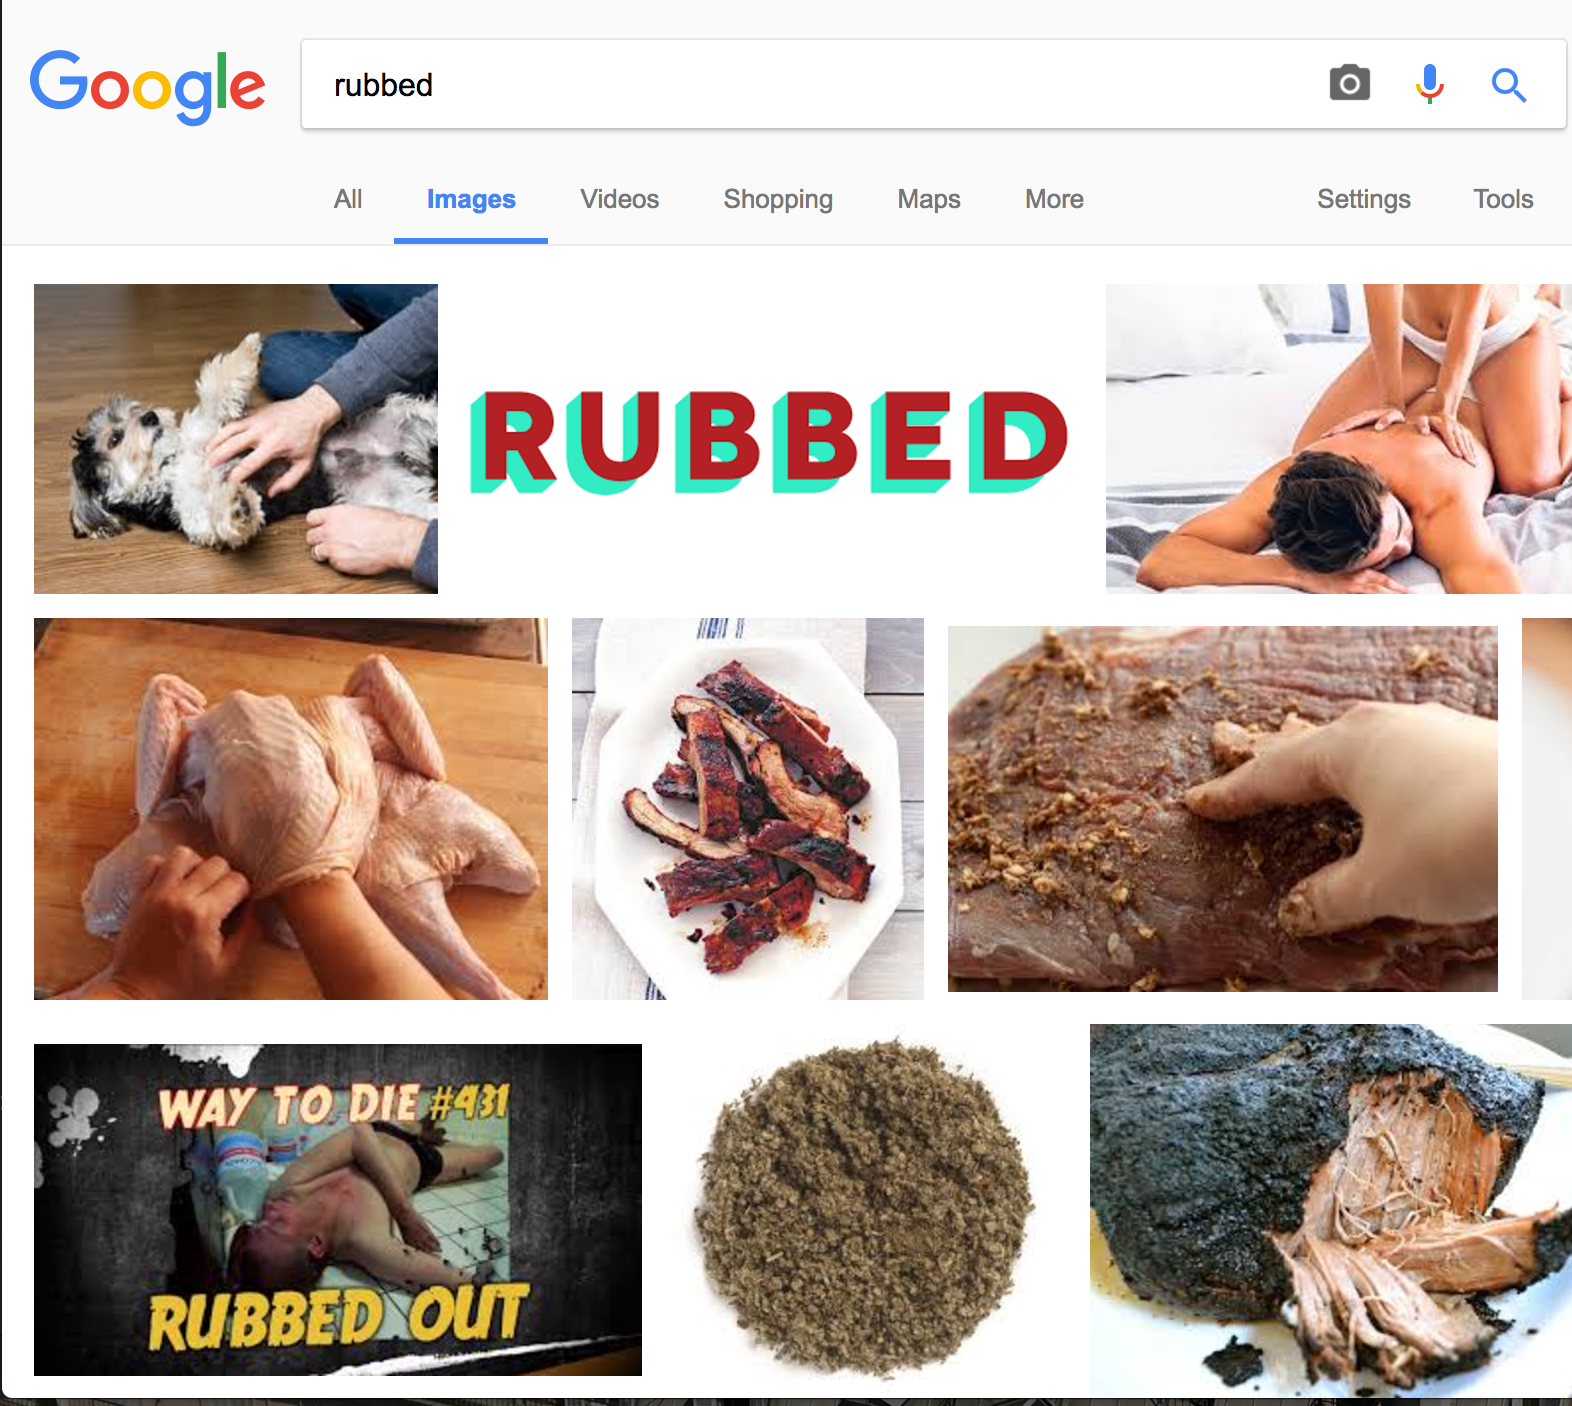 Google
rubbed
All Images Videos Shopping Maps More Settings Tools
RUBBED
WAY TO DIE #431
RUBBED OUT